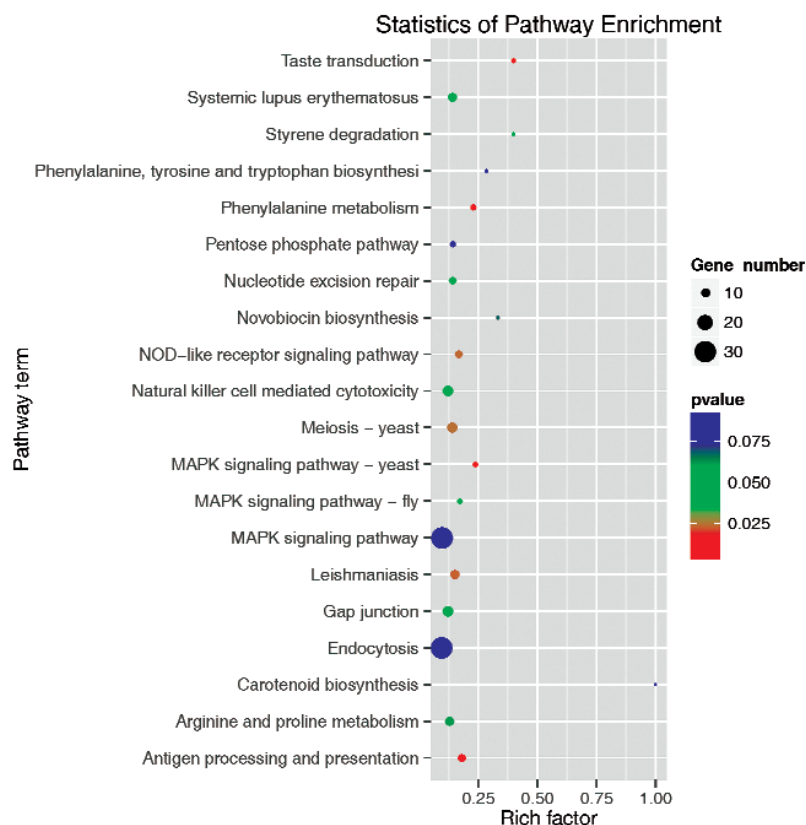 Statistics of Pathway Enrichment
Pathway term
Taste transduction
Systemic lupus erythematosus
Styrene degradation
Phenylalanine, tyrosine and tryptophan biosynthesi
Phenylalanine metabolism
Pentose phosphate pathway
Nucleotide excision repair
Novobiocin biosynthesis
NOD−like receptor signaling pathway
Natural killer cell mediated cytotoxicity
Meiosis − yeast
MAPK signaling pathway − yeast
MAPK signaling pathway − fly
MAPK signaling pathway
Leishmaniasis
Gap junction
Endocytosis
Carotenoid biosynthesis
Arginine and proline metabolism
Antigen processing and presentation
0.25 0.50 0.75 1.00
Rich factor
Gene number
10
20
30
pvalue
0.075
0.050
0.025